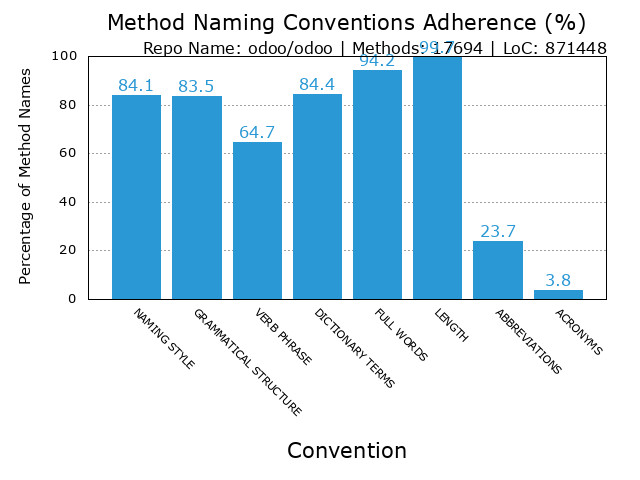 Method Naming Conventions Adherence (%)
Repo Name: odoo/odoo | Methods: 17694 | LoC: 871448
Percentage of Method Names
100
80
60
40
20
0
84.1
83.5
64.7
84.4
94.2
23.7
3.8
NAMING STYLE
GRAMMATICAL STRUCTURE
VERB PHRASE
DICTIONARY TERMS
FULL WORDS
LENGTH
ABBREVIATIONS
ACRONYMS
Convention